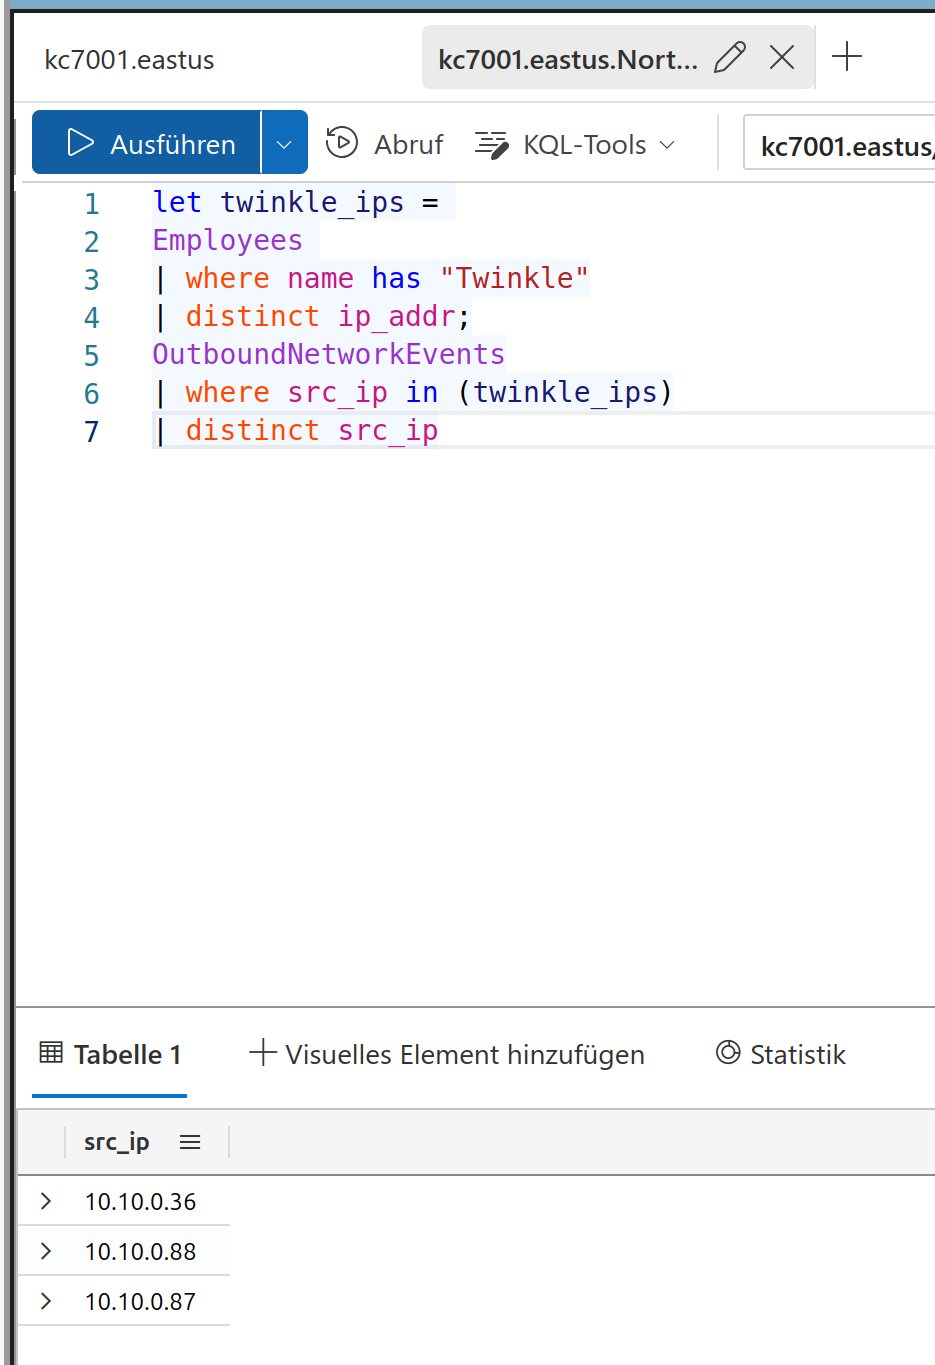 kc7001.eastus
kc7001.eastus.Nort...
Ausführen
Abruf
KQL-Tools
kc7001.eastus,
1 let twinkle_ips =
2 Employees
3 | where name has "Twinkle"
4 | distinct ip_addr;
5 OutboundNetworkEvents
6 | where src_ip in (twinkle_ips)
7 | distinct src_ip
Tabelle 1
Visuelles Element hinzufügen
Statistik
src_ip
10.10.0.36
10.10.0.88
10.10.0.87